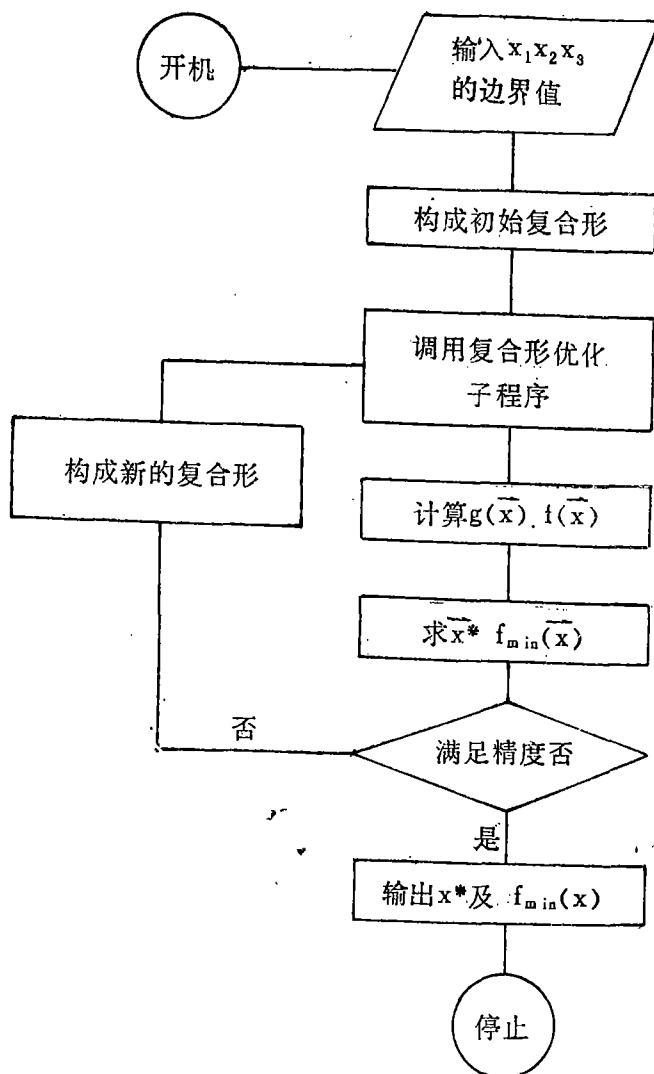 开机
输入x₁x₂x₃
的边界值
构成初始复合形
调用复合形优化
子程序
构成新的复合形
计算g(x⃗). f(x⃗)
求x⃗* fₘᵢₙ(x⃗)
否
满足精度否
是
输出x*及 fₘᵢₙ(x)
停止